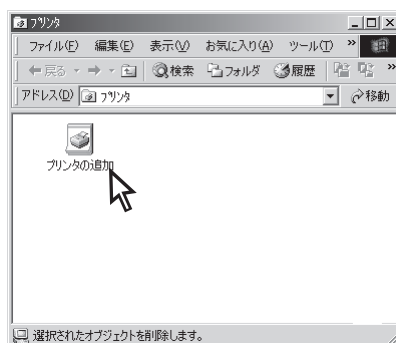 プリンタ
ファイル(F) 編集(E) 表示(V) お気に入り(A) ツール(T) »
戻る 検索 フォルダ 履歴 »
アドレス(D) プリンタ 移動
プリンタの追加
選択されたオブジェクトを削除します。